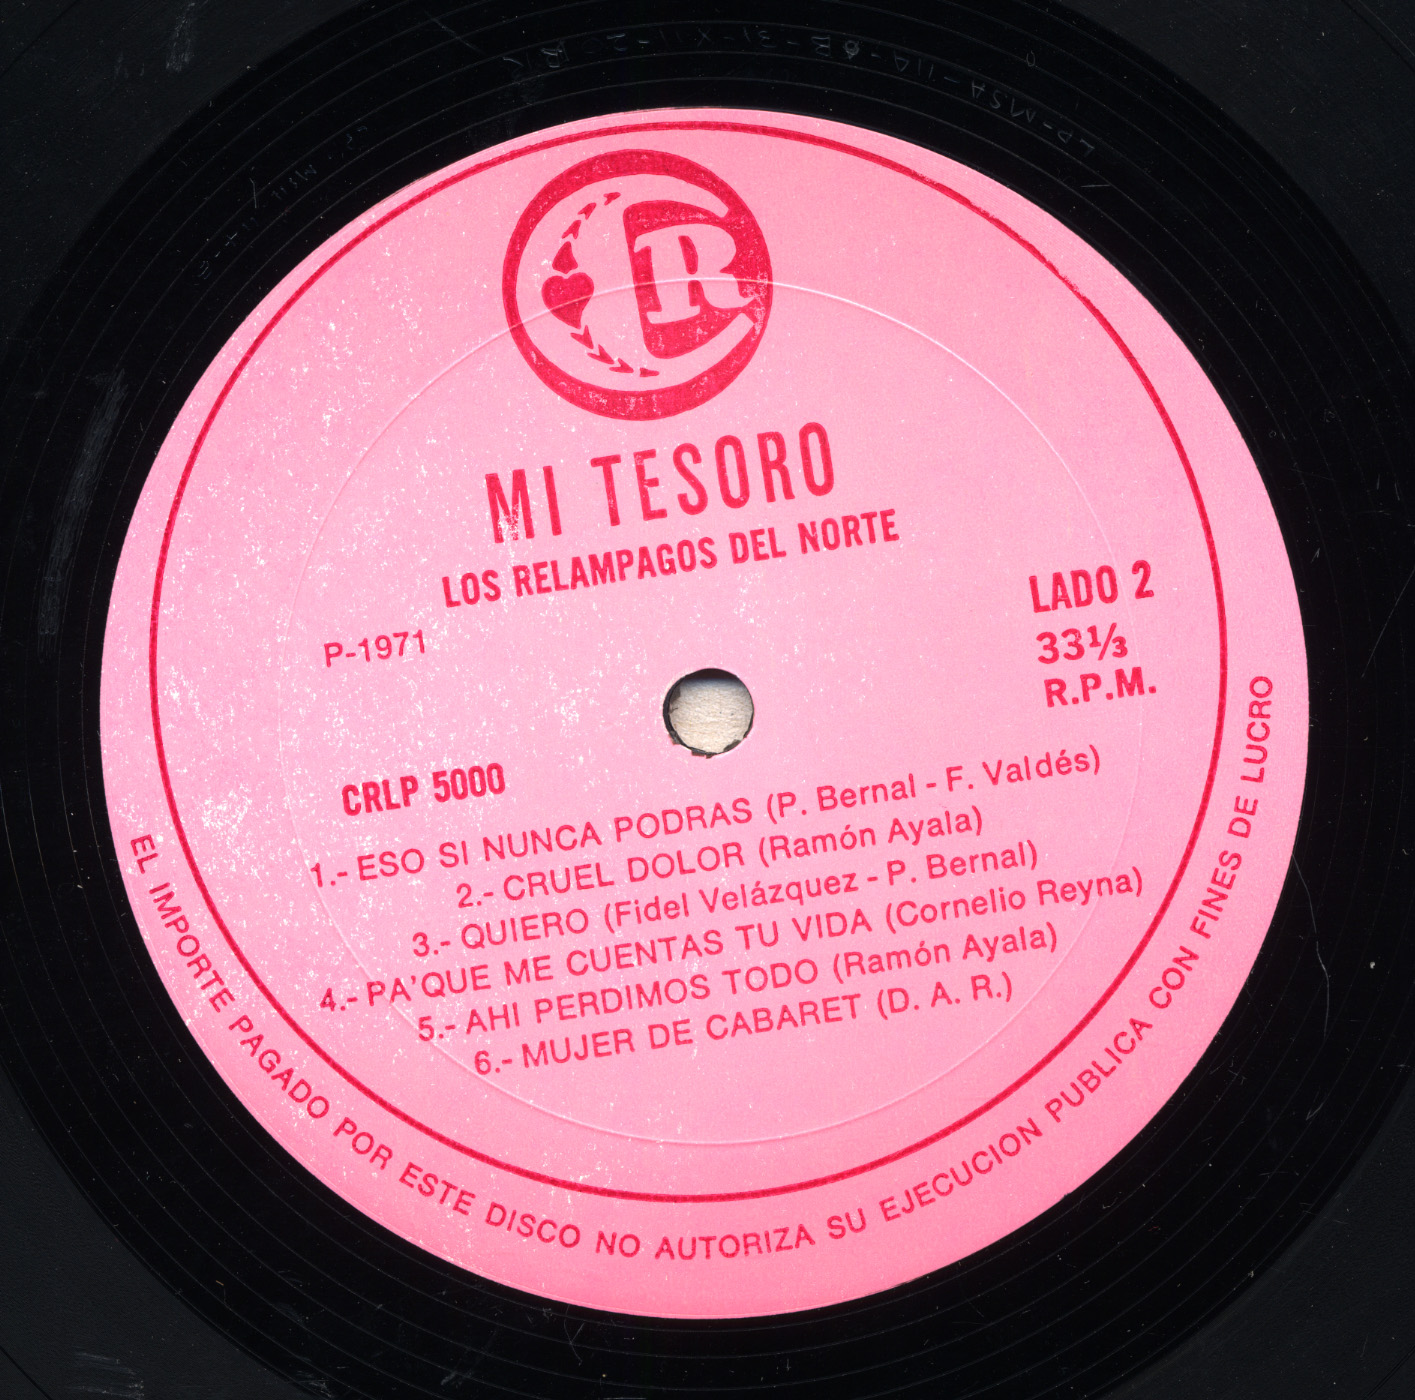 CR
MI TESORO
LOS RELAMPAGOS DEL NORTE
LADO 2
P-1971
33⅓
R.P.M.
CRLP 5000
1.- ESO SI NUNCA PODRAS (P. Bernal - F. Valdés)
2.- CRUEL DOLOR (Ramón Ayala)
3.- QUIERO (Fidel Velázquez - P. Bernal)
4.- PA'QUE ME CUENTAS TU VIDA (Cornelio Reyna)
5.- AHI PERDIMOS TODO (Ramón Ayala)
6.- MUJER DE CABARET (D. A. R.)
EL IMPORTE PAGADO POR ESTE DISCO NO AUTORIZA SU EJECUCION PUBLICA CON FINES DE LUCRO